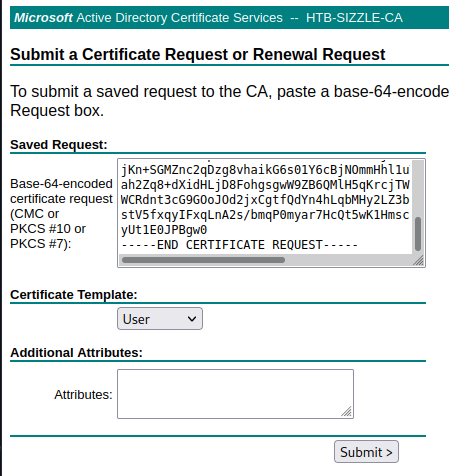 Microsoft Active Directory Certificate Services -- HTB-SIZZLE-CA
Submit a Certificate Request or Renewal Request
To submit a saved request to the CA, paste a base-64-encode
Request box.
Saved Request:
Base-64-encoded
certificate request
(CMC or
PKCS #10 or
PKCS #7):
jKn+SGMZnc2qDzg8vhaikG6s01Y6cBjNOmmHhl1u
ah2Zq8+dXidHLjD8FohgsgwW9ZB6QMlH5qKrcjTW
WCRdnt3cG9GOoJOd2jxCgtfQdYn4hLqbMHy2LZ3b
stV5fxqyIFxqLnA2s/bmqP0myar7HcQt5wK1Hmsc
yUt1E0JPBgw0
-----END CERTIFICATE REQUEST-----
Certificate Template:
User
Additional Attributes:
Attributes:
Submit >